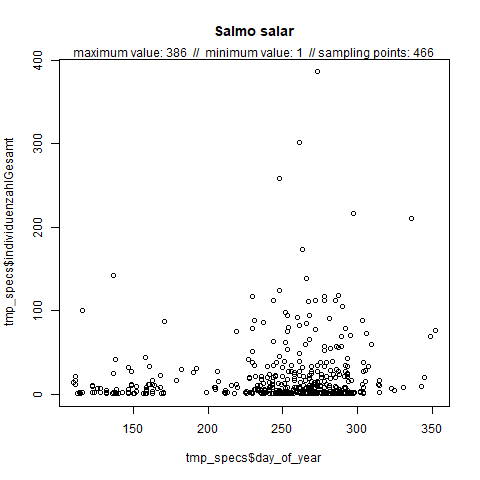 Salmo salar
maximum value: 386 // minimum value: 1 // sampling points: 466
400
300
200
100
0
tmp_specs$individuenzahlGesamt
150 200 250 300 350
tmp_specs$day_of_year